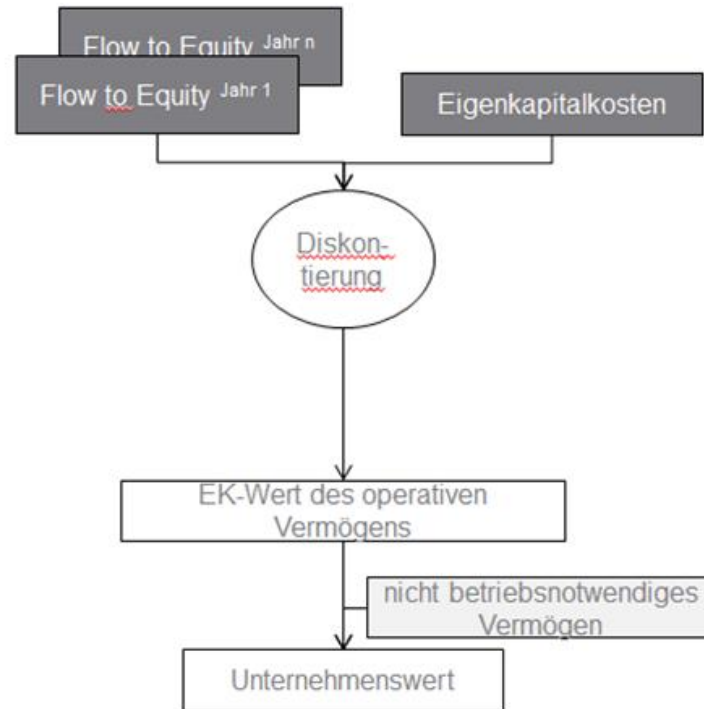 Flow to Equity Jahr n
Flow to Equity Jahr 1
Eigenkapitalkosten
Diskon-
tierung
EK-Wert des operativen
Vermögens
nicht betriebsnotwendiges
Vermögen
Unternehmenswert